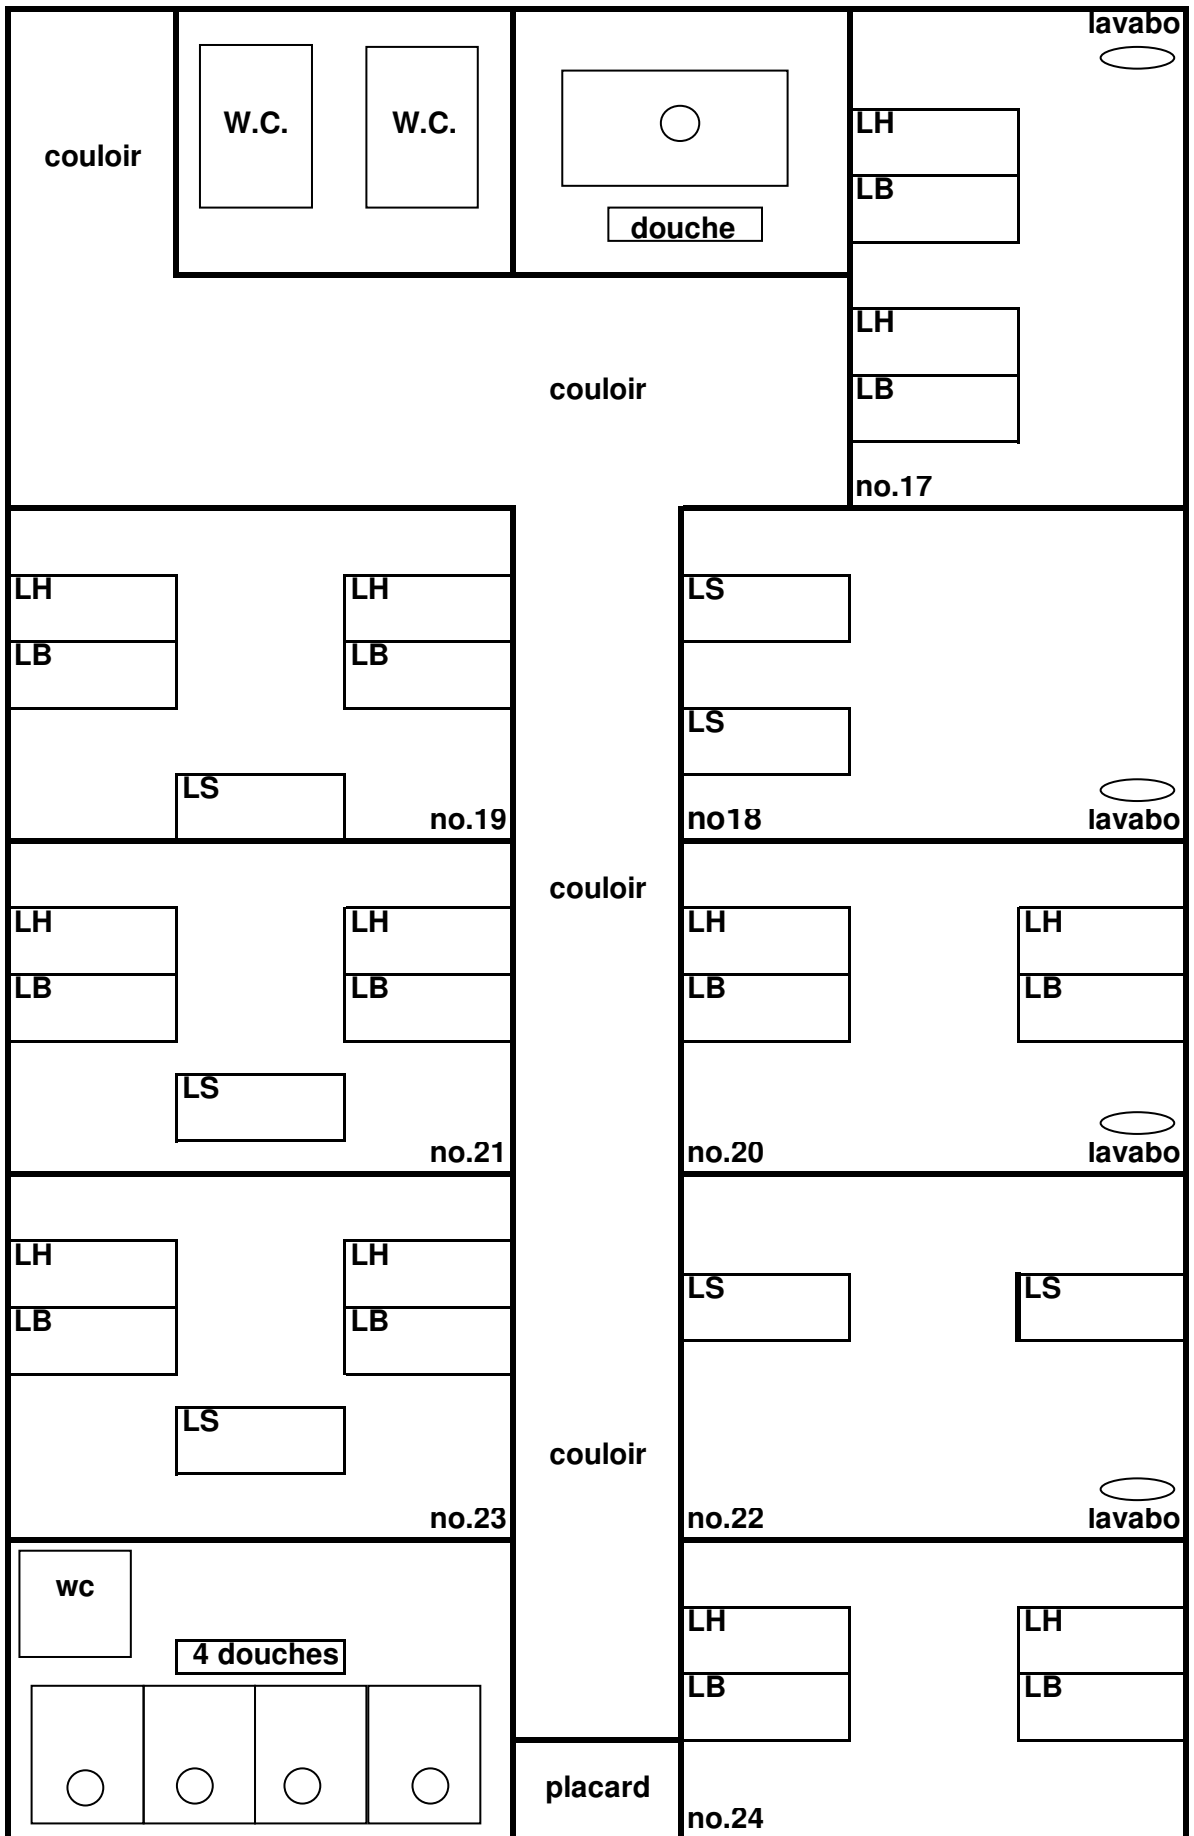 lavabo
W.C. W.C. LH
couloir
LB
douche
LH
couloir LB
no.17
LH LH LS
LB LB
LS
LS
no.19 no18 lavabo
couloir
LH LH LH LH
LB LB LB LB
LS
no.21 no.20 lavabo
LH LH
LS LS
LB LB
LS
couloir
no.23 no.22 lavabo
wc
LH LH
4 douches
LB LB
placard
no.24